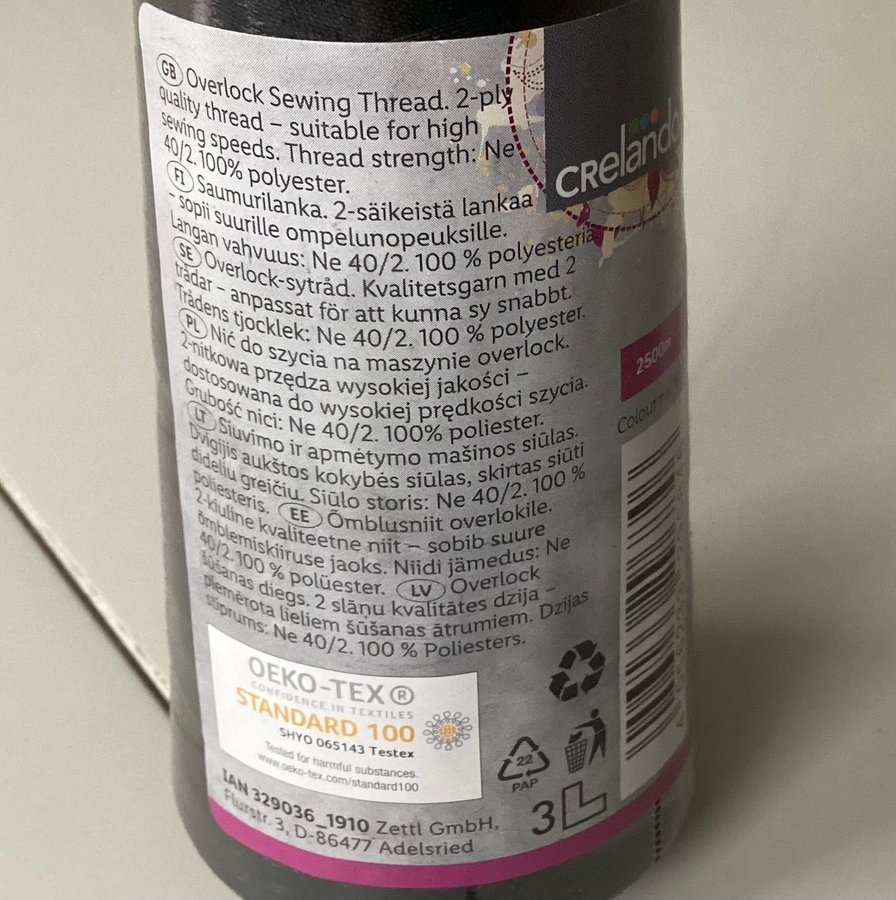 GB Overlock Sewing Thread. 2-ply
quality thread – suitable for high
sewing speeds. Thread strength: Ne
40/2. 100% polyester.
FI Saumurilanka. 2-säikeistä lankaa
– sopii suurille ompelunopeuksille.
Langan vahvuus: Ne 40/2. 100 % polyesteria.
SE Overlock-sytråd. Kvalitetsgarn med 2
trådar – anpassat för att kunna sy snabbt.
Trådens tjocklek: Ne 40/2. 100 % polyester.
PL Nić do szycia na maszynie overlock.
2-nitkowa przędza wysokiej jakości –
dostosowana do wysokiej prędkości szycia.
Grubość nici: Ne 40/2. 100% poliester.
LT Siuvimo ir apmėtymo mašinos siūlas.
Dvigijis aukštos kokybės siūlas, skirtas siūti
dideliu greičiu. Siūlo storis: Ne 40/2. 100 %
poliesteris. EE Õmblusniit overlokile.
2-kiuline kvaliteetne niit – sobib suure
õmblemiskiiruse jaoks. Niidi jämedus: Ne
40/2. 100 % polüester. LV Overlock
šūšanas diegs. 2 slāņu kvalitātes dzija –
piemērota lieliem šūšanas ātrumiem. Dzijas
stiprums: Ne 40/2. 100 % Poliesters.
OEKO-TEX®
CONFIDENCE IN TEXTILES
STANDARD 100
SHYO 065143 Testex
Tested for harmful substances.
www.oeko-tex.com/standard100
IAN 329036_1910 Zettl GmbH,
Flurstr. 3, D-86477 Adelsried
22
PAP
3
CRelando
2500m
Colour